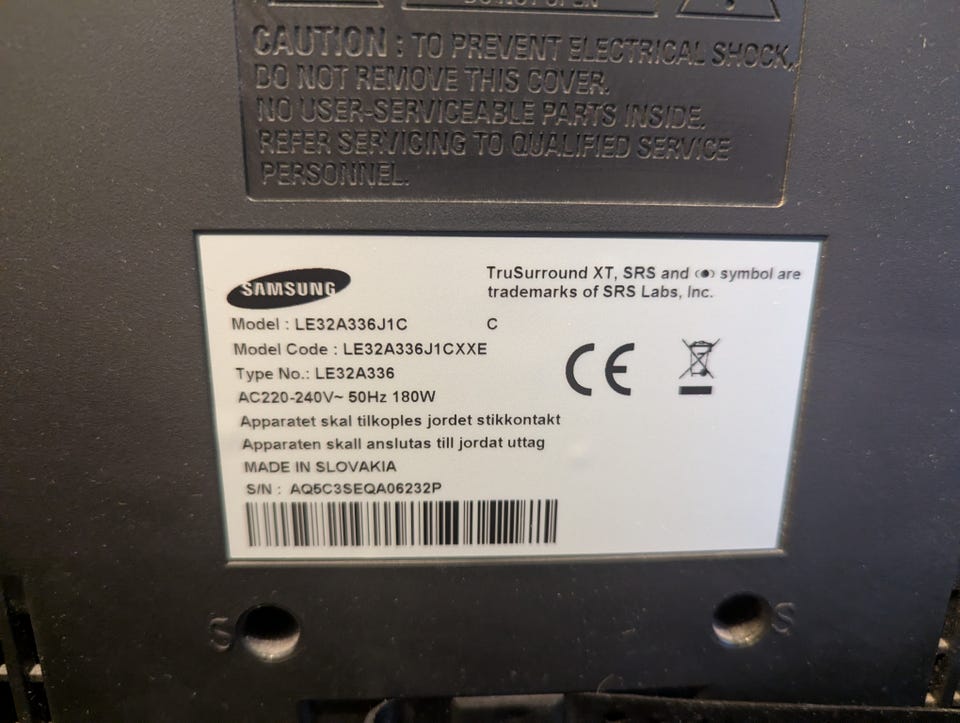 DO NOT OPEN
CAUTION : TO PREVENT ELECTRICAL SHOCK,
DO NOT REMOVE THIS COVER.
NO USER-SERVICEABLE PARTS INSIDE.
REFER SERVICING TO QUALIFIED SERVICE
PERSONNEL.
SAMSUNG
TruSurround XT, SRS and symbol are
trademarks of SRS Labs, Inc.
Model : LE32A336J1C C
Model Code : LE32A336J1CXXE
Type No.: LE32A336
AC220-240V~ 50Hz 180W
Apparatet skal tilkoples jordet stikkontakt
Apparaten skall anslutas till jordat uttag
MADE IN SLOVAKIA
S/N : AQ5C3SEQA06232P
CE
S S